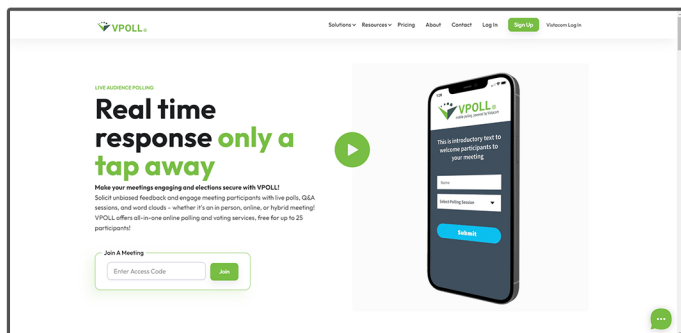 VPOLL
Solutions Resources Pricing About Contact Log In Sign Up Vistacom Log In
LIVE AUDIENCE POLLING
Real time
response only a
tap away
Make your meetings engaging and elections secure with VPOLL!
Solicit unbiased feedback and engage meeting participants with live polls, Q&A
sessions, and word clouds – whether it's an in person, online, or hybrid meeting!
VPOLL offers all-in-one online polling and voting services, free for up to 25
participants!
Join A Meeting
Enter Access Code Join
VPOLL
This is introductory text to
welcome participants to
your meeting
Name
Select Polling Session
Submit